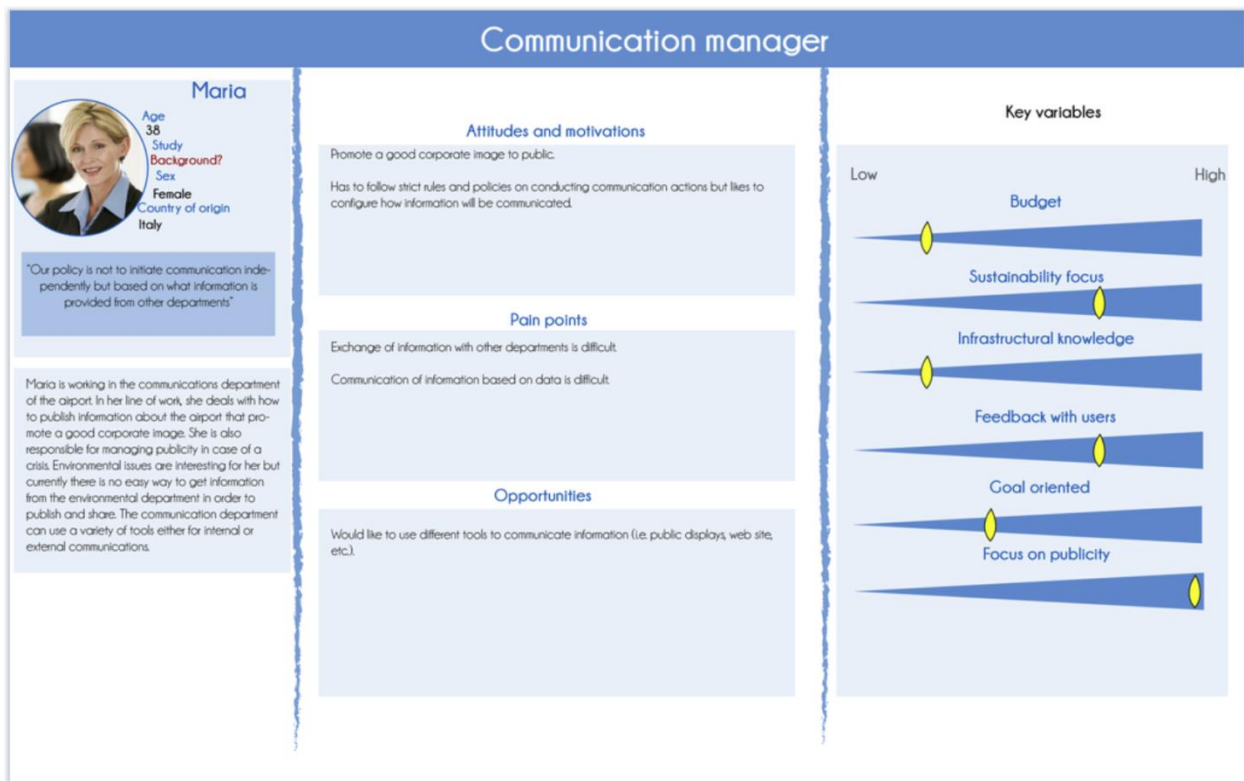 Communication manager
Maria
Age
38
Study
Background?
Sex
Female
Country of origin
Italy
"Our policy is not to initiate communication inde-
pendently but based on what information is
provided from other departments"
Maria is working in the communications department
of the airport. In her line of work, she deals with how
to publish information about the airport that pro-
mote a good corporate image. She is also
responsible for managing publicity in case of a
crisis. Environmental issues are interesting for her but
currently there is no easy way to get information
from the environmental department in order to
publish and share. The communication department
can use a variety of tools either for internal or
external communications.
Attitudes and motivations
Promote a good corporate image to public.
Has to follow strict rules and policies on conducting communication actions but likes to
configure how information will be communicated.
Pain points
Exchange of information with other departments is difficult.
Communication of information based on data is difficult.
Opportunities
Would like to use different tools to communicate information (i.e. public displays, web site,
etc.).
Key variables
Low
High
Budget
Sustainability focus
Infrastructural knowledge
Feedback with users
Goal oriented
Focus on publicity